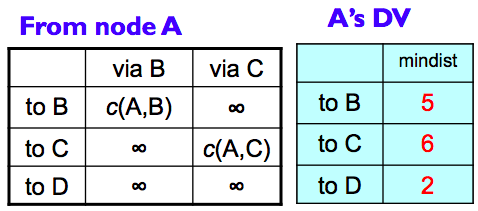 From node A
via B via C
to B c(A,B) ∞
to C ∞ c(A,C)
to D ∞ ∞
A's DV
mindist
to B 5
to C 6
to D 2